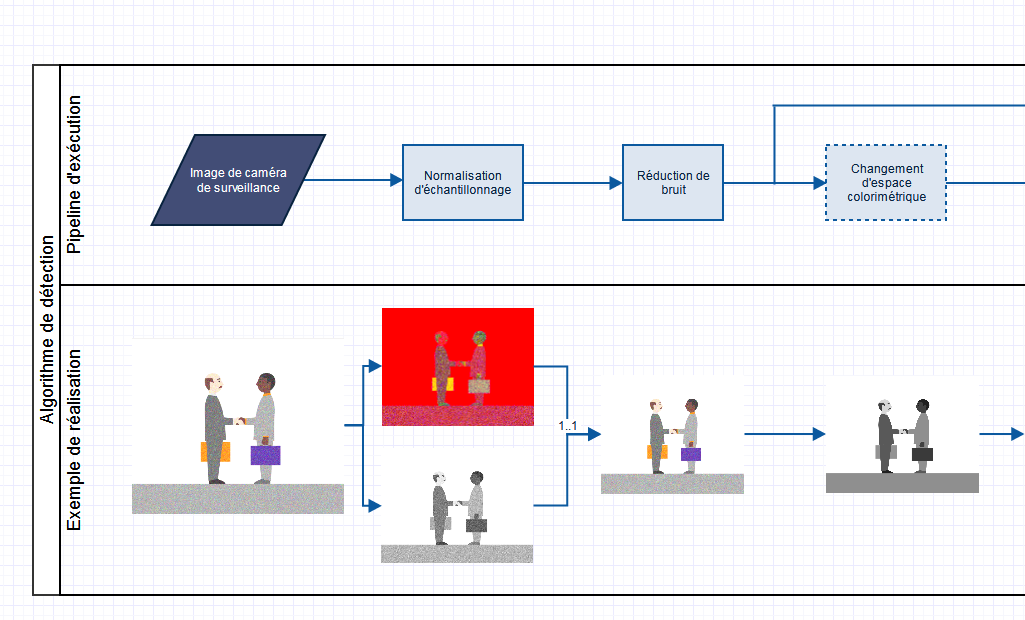 Algorithme de détection
Pipeline d'exécution
Image de caméra
de surveillance
Normalisation
d'échantillonnage
Réduction de
bruit
Changement
d'espace
colorimétrique
Exemple de réalisation
1..1